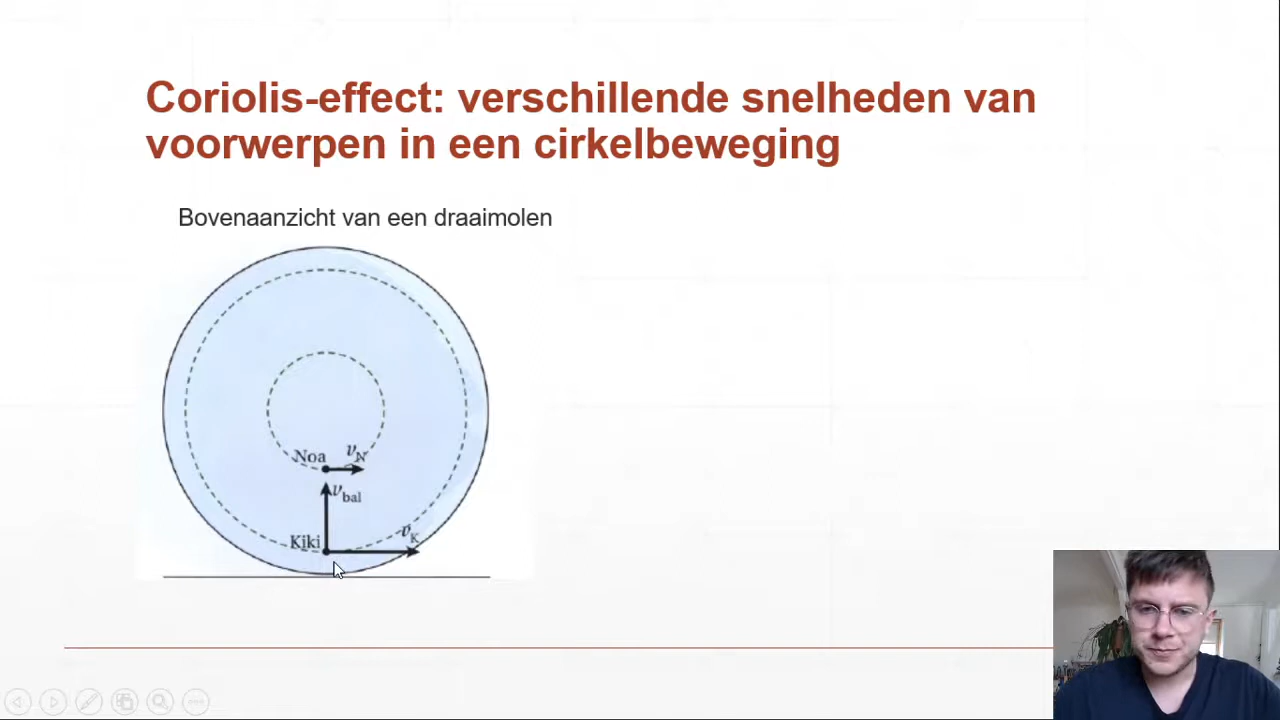 Coriolis-effect: verschillende snelheden van
voorwerpen in een cirkelbeweging
Bovenaanzicht van een draaimolen
Noa
vN
vbal
Kiki
vK